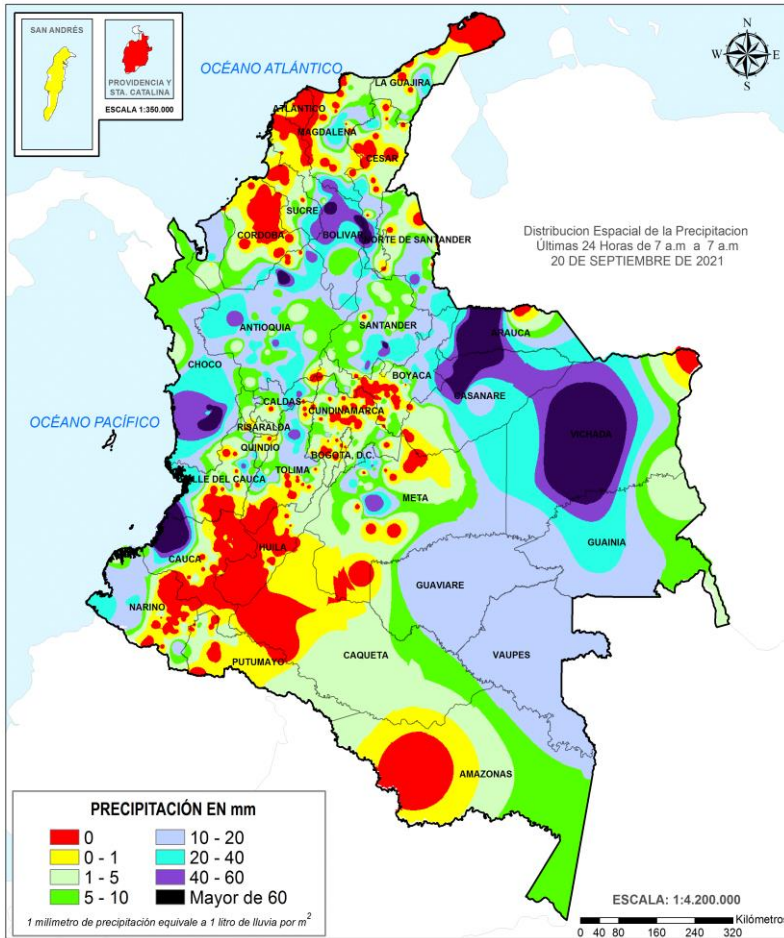 SAN ANDRÉS
PROVIDENCIA Y
STA. CATALINA
ESCALA 1:350.000
OCÉANO ATLÁNTICO
N
W
E
S
LA GUAJIRA
ATLÁNTICO
MAGDALENA
CESAR
SUCRE
CORDOBA
BOLIVAR
NORTE DE SANTANDER
Distribucion Espacial de la Precipitacion
Últimas 24 Horas de 7 a.m a 7 a.m
20 DE SEPTIEMBRE DE 2021
ANTIOQUIA
SANTANDER
ARAUCA
CHOCO
BOYACA
CASANARE
OCÉANO PACÍFICO
CALDAS
CUNDINAMARCA
RISARALDA
VICHADA
QUINDIO
BOGOTA, D.C.
TOLIMA
VALLE DEL CAUCA
META
GUAINIA
HUILA
CAUCA
GUAVIARE
NARIÑO
VAUPES
CAQUETA
PUTUMAYO
AMAZONAS
PRECIPITACIÓN EN mm
0
10 - 20
0 - 1
20 - 40
1 - 5
40 - 60
5 - 10
Mayor de 60
1 milímetro de precipitación equivale a 1 litro de lluvia por m²
ESCALA: 1:4.200.000
Kilómetros
0 40 80 160 240 320